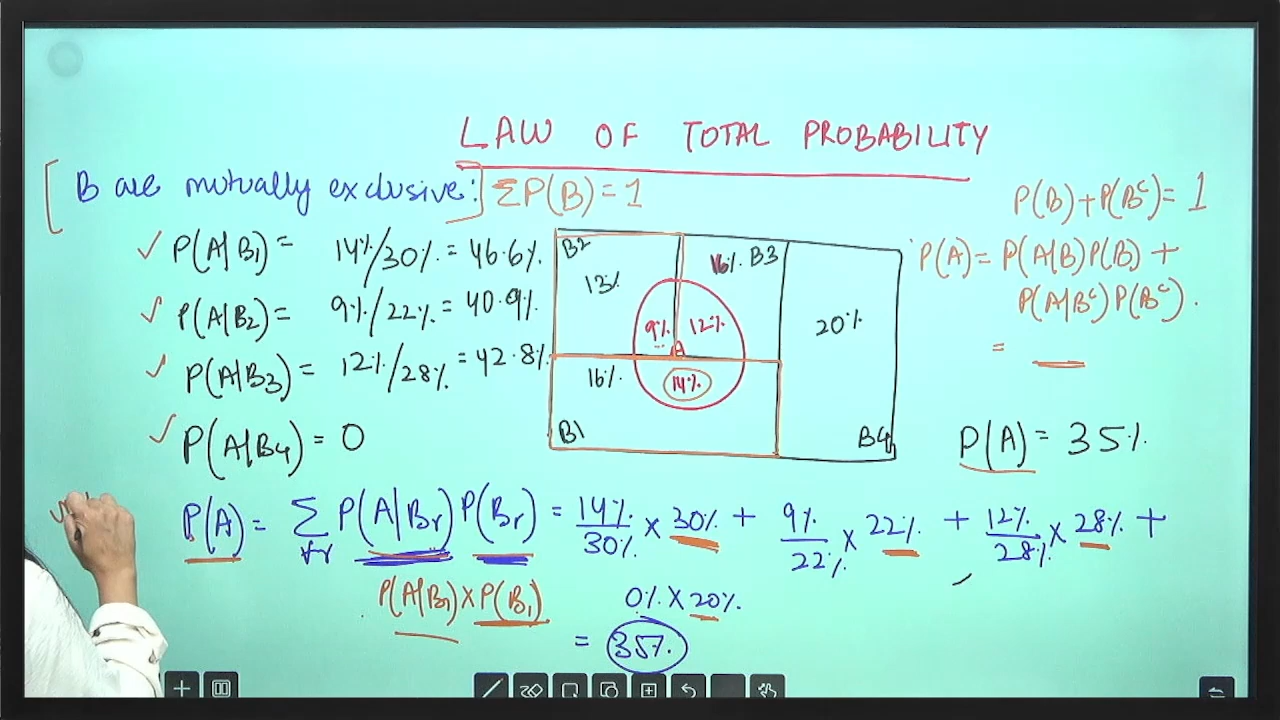 LAW OF TOTAL PROBABILITY
[B are mutually exclusive:] ΣP(B)=1
P(B)+P(Bᶜ)=1
✓ P(A|B1)= 14%/30% = 46.6%
✓ P(A|B2)= 9%/22% = 40.9%
✓ P(A|B3)= 12%/28% = 42.8%
✓ P(A|B4)= 0
B2
13%
16% B3
9% 12%
A
20%
16%
14%
B1
B4
P(A)= P(A|B)P(B)+
P(A|Bᶜ)P(Bᶜ).
=
P(A)= 35%.
P(A)= Σ P(A|Br)P(Br) = 14%/30% × 30% + 9%/22% × 22% + 12%/28% × 28% +
∀r
P(A|B1)×P(B1)
0% × 20%.
= 35%.